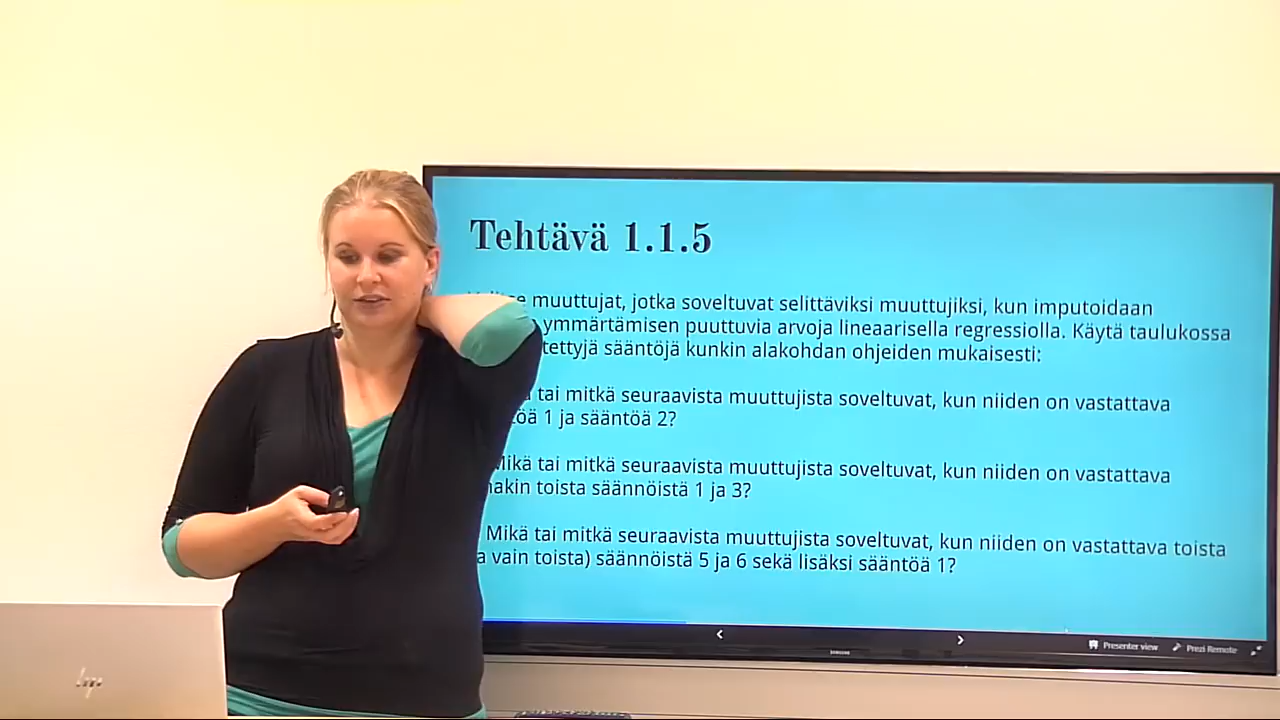 Tehtävä 1.1.5
muuttujat, jotka soveltuvat selittäviksi muuttujiksi, kun imputoidaan
ymmärtämisen puuttuvia arvoja lineaarisella regressiolla. Käytä taulukossa
sääntöjä kunkin alakohdan ohjeiden mukaisesti:
tai mitkä seuraavista muuttujista soveltuvat, kun niiden on vastattava
1 ja sääntöä 2?
Mikä tai mitkä seuraavista muuttujista soveltuvat, kun niiden on vastattava
toista säännöistä 1 ja 3?
Mikä tai mitkä seuraavista muuttujista soveltuvat, kun niiden on vastattava toista
vain toista) säännöistä 5 ja 6 sekä lisäksi sääntöä 1?
< >
Presenter view Prezi Remote
SAMSUNG
hp